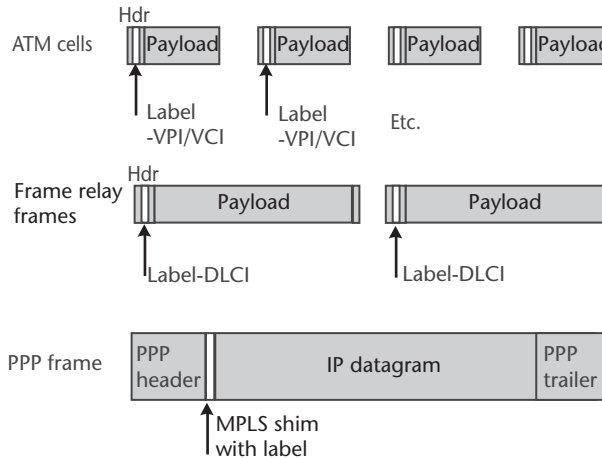 Hdr
ATM cells
Payload
Payload
Payload
Payload
Label
-VPI/VCI
Label
-VPI/VCI
Etc.
Hdr
Frame relay
frames
Payload
Payload
Label-DLCI
Label-DLCI
PPP frame
PPP
header
IP datagram
PPP
trailer
MPLS shim
with label